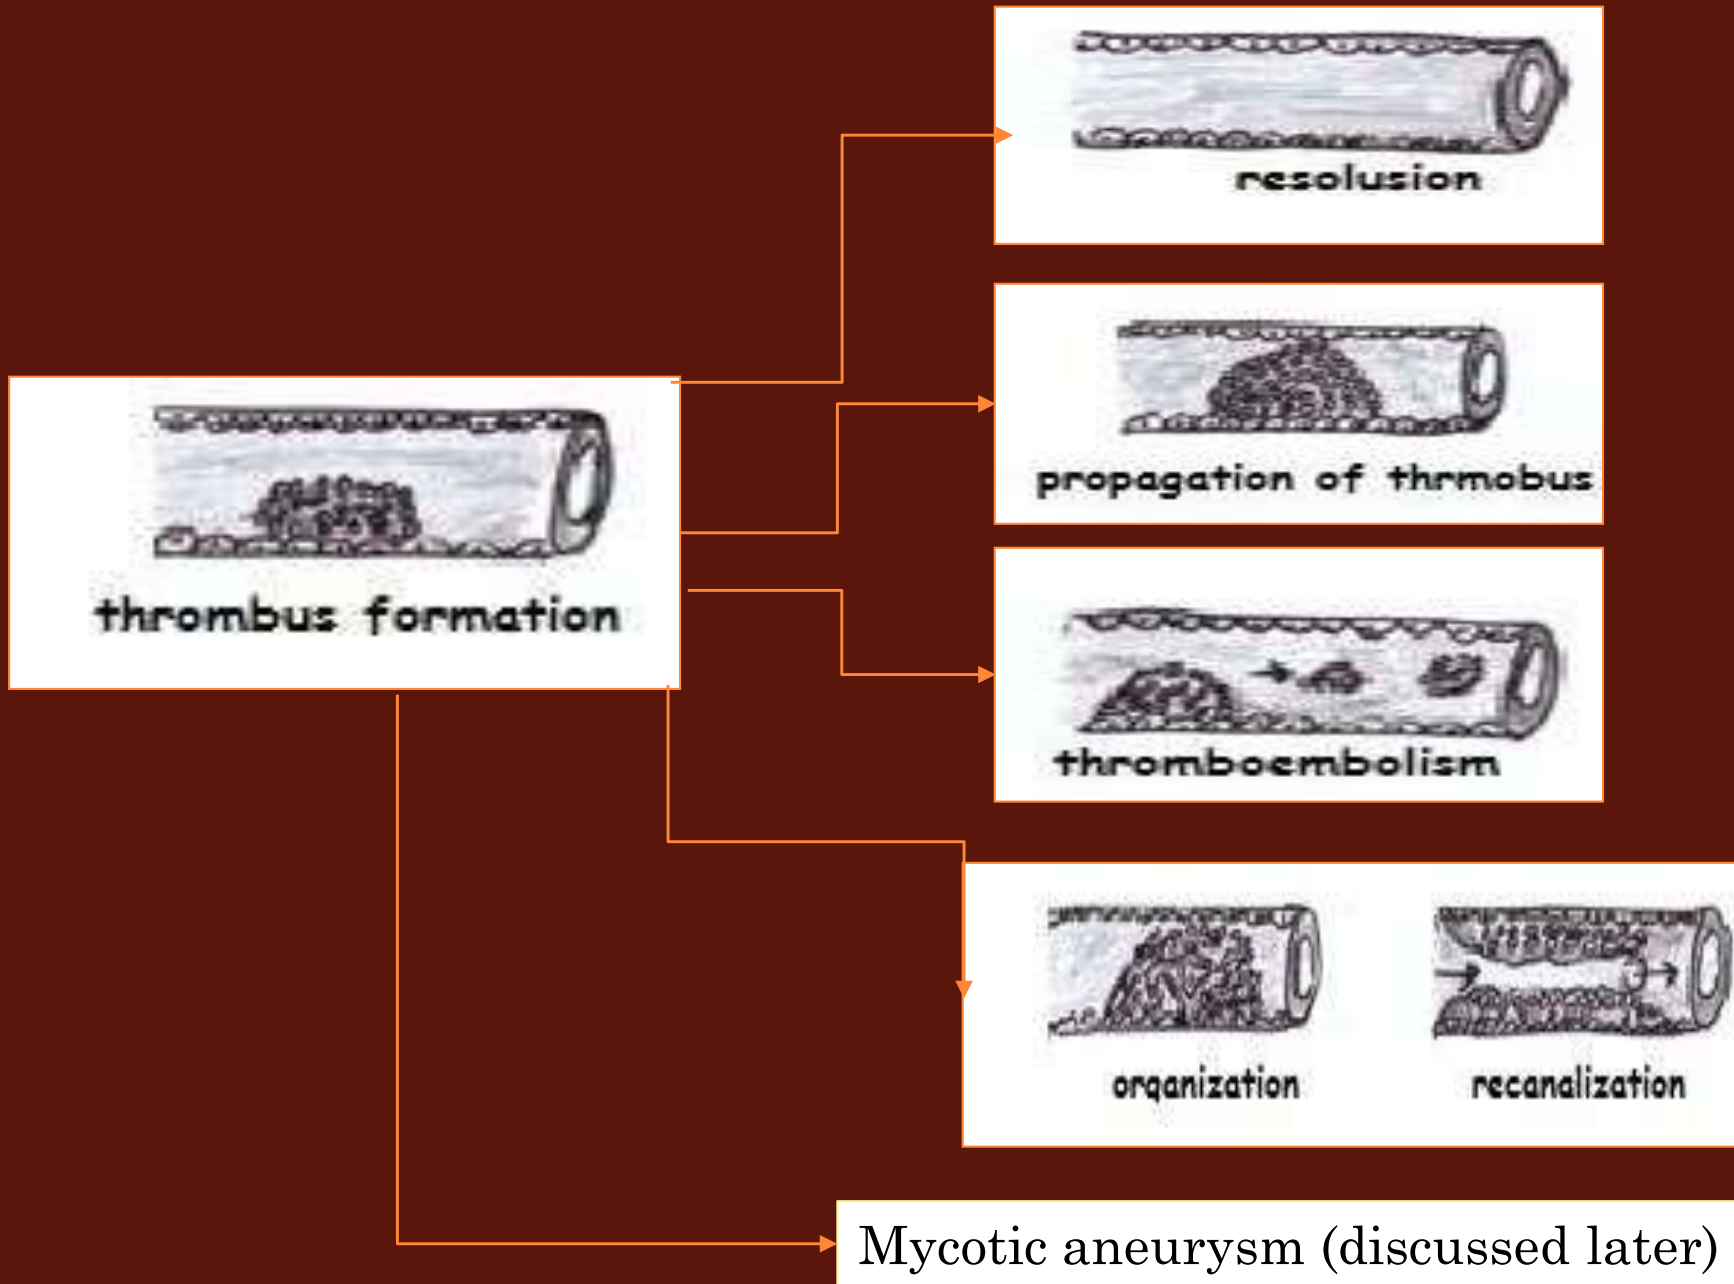 resolusion
propagation of thrmobus
thrombus formation
thromboembolism
organization
recanalization
Mycotic aneurysm (discussed later)